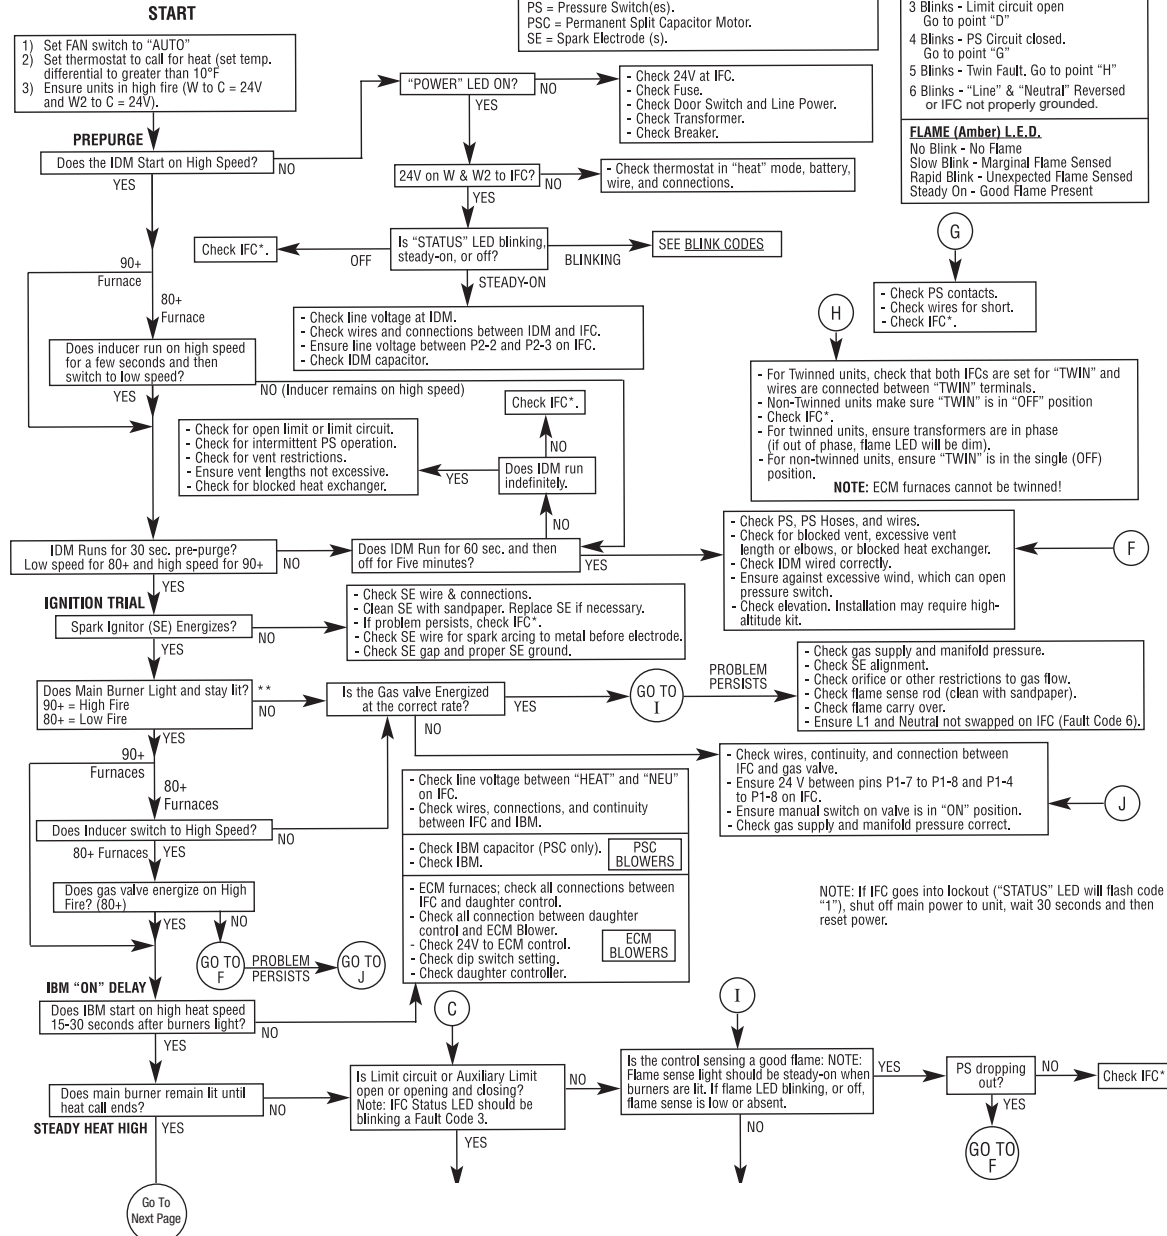 START
1) Set FAN switch to “AUTO”
2) Set thermostat to call for heat (set temp.
differential to greater than 10°F
3) Ensure units in high fire (W to C = 24V
and W2 to C = 24V).
PS = Pressure Switch(es).
PSC = Permanent Split Capacitor Motor.
SE = Spark Electrode (s).
3 Blinks - Limit circuit open
Go to point “D”
4 Blinks - PS Circuit closed.
Go to point “G”
5 Blinks - Twin Fault. Go to point “H”
6 Blinks - “Line” & “Neutral” Reversed
or IFC not properly grounded.
FLAME (Amber) L.E.D.
No Blink - No Flame
Slow Blink - Marginal Flame Sensed
Rapid Blink - Unexpected Flame Sensed
Steady On - Good Flame Present
PREPURGE
Does the IDM Start on High Speed?
NO
YES
“POWER” LED ON?
NO
YES
- Check 24V at IFC.
- Check Fuse.
- Check Door Switch and Line Power.
- Check Transformer.
- Check Breaker.
24V on W & W2 to IFC?
NO
YES
- Check thermostat in “heat” mode, battery,
wire, and connections.
Is “STATUS” LED blinking,
steady-on, or off?
OFF
BLINKING
STEADY-ON
Check IFC*.
SEE BLINK CODES
- Check line voltage at IDM.
- Check wires and connections between IDM and IFC.
- Ensure line voltage between P2-2 and P2-3 on IFC.
- Check IDM capacitor.
G
- Check PS contacts.
- Check wires for short.
- Check IFC*.
H
- For Twinned units, check that both IFCs are set for “TWIN” and
wires are connected between “TWIN” terminals.
- Non-Twinned units make sure “TWIN” is in “OFF” position
- Check IFC*.
- For twinned units, ensure transformers are in phase
(if out of phase, flame LED will be dim).
- For non-twinned units, ensure “TWIN” is in the single (OFF)
position.
NOTE: ECM furnaces cannot be twinned!
90+
Furnace
80+
Furnace
Does inducer run on high speed
for a few seconds and then
switch to low speed?
NO (Inducer remains on high speed)
YES
Check IFC*.
NO
- Check for open limit or limit circuit.
- Check for intermittent PS operation.
- Check for vent restrictions.
- Ensure vent lengths not excessive.
- Check for blocked heat exchanger.
YES
Does IDM run
indefinitely.
NO
IDM Runs for 30 sec. pre-purge?
Low speed for 80+ and high speed for 90+
NO
YES
Does IDM Run for 60 sec. and then
off for Five minutes?
YES
- Check PS, PS Hoses, and wires.
- Check for blocked vent, excessive vent
length or elbows, or blocked heat exchanger.
- Check IDM wired correctly.
- Ensure against excessive wind, which can open
pressure switch.
- Check elevation. Installation may require high-
altitude kit.
F
IGNITION TRIAL
Spark Ignitor (SE) Energizes?
NO
YES
- Check SE wire & connections.
- Clean SE with sandpaper. Replace SE if necessary.
- If problem persists, check IFC*.
- Check SE wire for spark arcing to metal before electrode.
- Check SE gap and proper SE ground.
Does Main Burner Light and stay lit?
90+ = High Fire
80+ = Low Fire
**
NO
YES
Is the Gas valve Energized
at the correct rate?
YES
NO
GO TO
I
PROBLEM
PERSISTS
- Check gas supply and manifold pressure.
- Check SE alignment.
- Check orifice or other restrictions to gas flow.
- Check flame sense rod (clean with sandpaper).
- Check flame carry over.
- Ensure L1 and Neutral not swapped on IFC (Fault Code 6).
- Check wires, continuity, and connection between
IFC and gas valve.
- Ensure 24 V between pins P1-7 to P1-8 and P1-4
to P1-8 on IFC.
- Ensure manual switch on valve is in “ON” position.
- Check gas supply and manifold pressure correct.
J
90+
Furnaces
80+
Furnaces
Does Inducer switch to High Speed?
NO
80+ Furnaces YES
Does gas valve energize on High
Fire? (80+)
YES
NO
GO TO
F
PROBLEM
PERSISTS
GO TO
J
- Check line voltage between “HEAT” and “NEU”
on IFC.
- Check wires, connections, and continuity
between IFC and IBM.
- Check IBM capacitor (PSC only).
- Check IBM.
PSC
BLOWERS
- ECM furnaces; check all connections between
IFC and daughter control.
- Check all connection between daughter
control and ECM Blower.
- Check 24V to ECM control.
- Check dip switch setting.
- Check daughter controller.
ECM
BLOWERS
NOTE: If IFC goes into lockout (“STATUS” LED will flash code
“1”), shut off main power to unit, wait 30 seconds and then
reset power.
IBM “ON” DELAY
Does IBM start on high heat speed
15-30 seconds after burners light?
NO
YES
Does main burner remain lit until
heat call ends?
NO
STEADY HEAT HIGH
YES
Go To
Next Page
C
Is Limit circuit or Auxiliary Limit
open or opening and closing?
Note: IFC Status LED should be
blinking a Fault Code 3.
NO
YES
I
Is the control sensing a good flame: NOTE:
Flame sense light should be steady-on when
burners are lit. If flame LED blinking, or off,
flame sense is low or absent.
YES
NO
PS dropping
out?
NO
YES
Check IFC*
GO TO
F